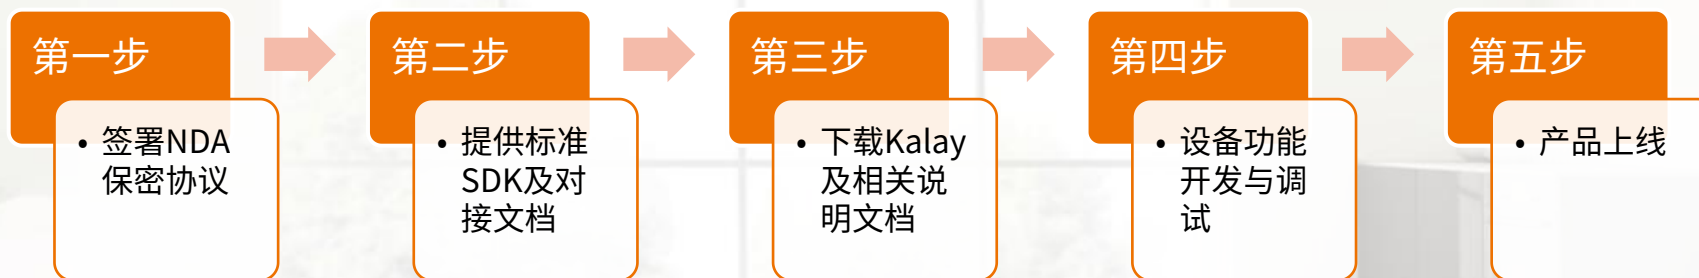 第一步
• 签署NDA
保密协议
第二步
• 提供标准
SDK及对
接文档
第三步
• 下载Kalay
及相关说
明文档
第四步
• 设备功能
开发与调
试
第五步
• 产品上线